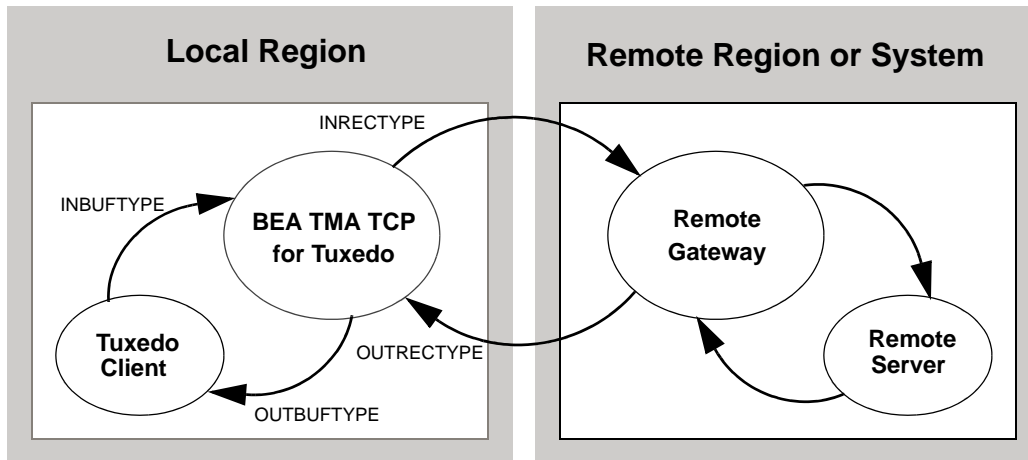 Local Region
Remote Region or System
INRECTYPE
INBUFTYPE
BEA TMA TCP
for Tuxedo
Remote
Gateway
Tuxedo
Client
OUTRECTYPE
Remote
Server
OUTBUFTYPE